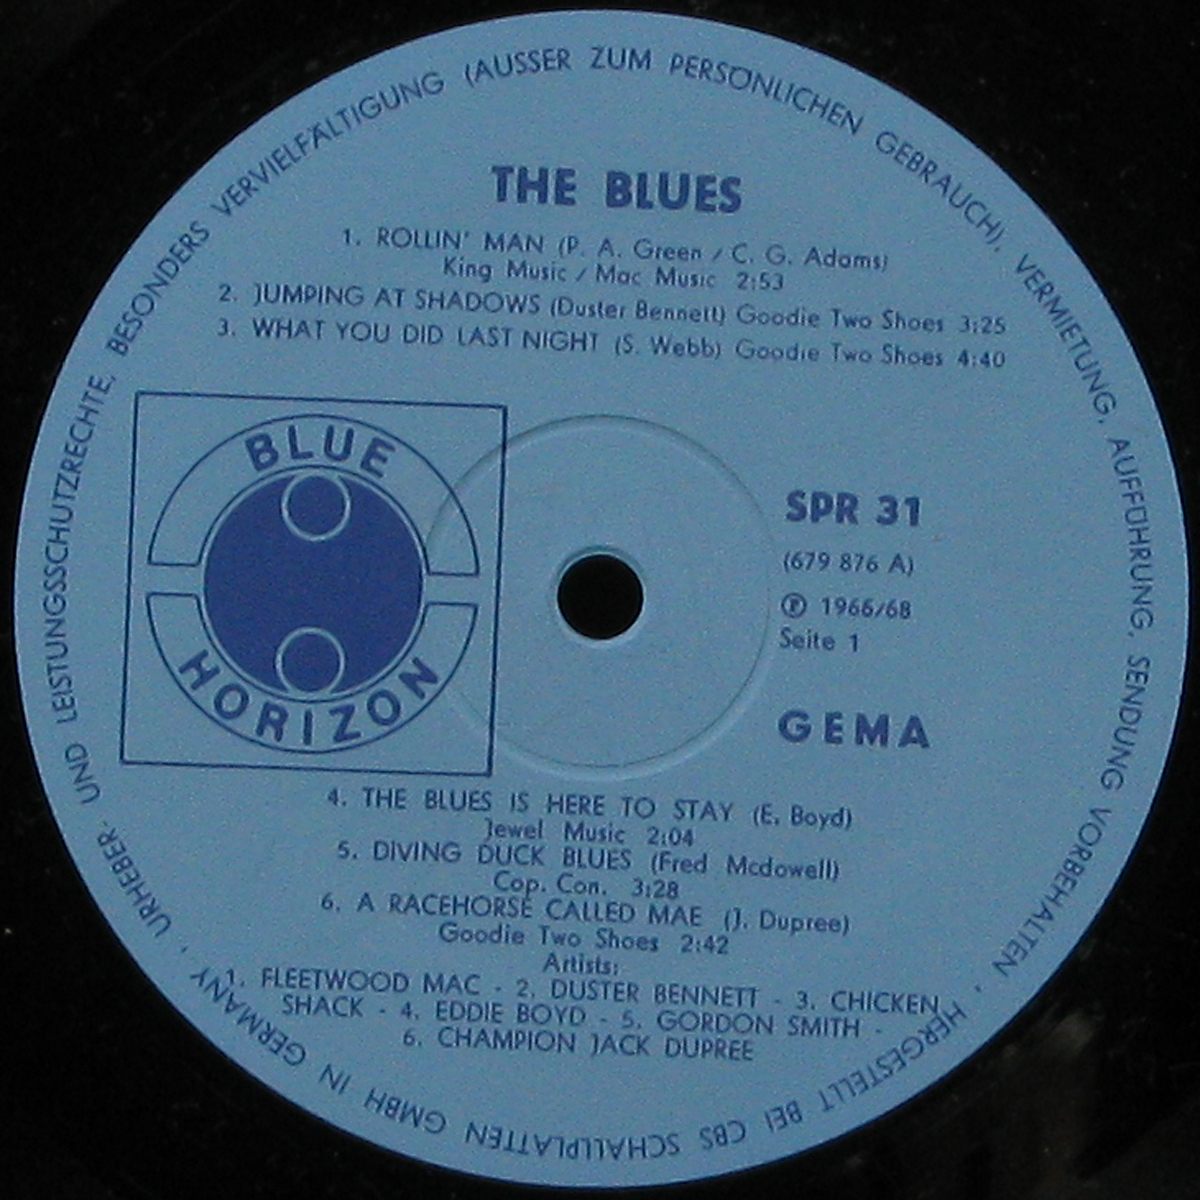 URHEBER- UND LEISTUNGSSCHUTZRECHTE, BESONDERS VERVIELFÄLTIGUNG (AUSSER ZUM PERSÖNLICHEN GEBRAUCH), VERMIETUNG, AUFFÜHRUNG, SENDUNG VORBEHALTEN · HERGESTELLT BEI CBS SCHALLPLATTEN GMBH IN GERMANY ·
THE BLUES
1. ROLLIN' MAN (P. A. Green / C. G. Adams)
King Music / Mac Music 2:53
2. JUMPING AT SHADOWS (Duster Bennett) Goodie Two Shoes 3:25
3. WHAT YOU DID LAST NIGHT (S. Webb) Goodie Two Shoes 4:40
BLUE
HORIZON
SPR 31
(679 876 A)
Ⓟ 1966/68
Seite 1
GEMA
4. THE BLUES IS HERE TO STAY (E. Boyd)
Jewel Music 2:04
5. DIVING DUCK BLUES (Fred Mcdowell)
Cop. Con. 3:28
6. A RACEHORSE CALLED MAE (J. Dupree)
Goodie Two Shoes 2:42
Artists:
1. FLEETWOOD MAC - 2. DUSTER BENNETT - 3. CHICKEN
SHACK - 4. EDDIE BOYD - 5. GORDON SMITH -
6. CHAMPION JACK DUPREE